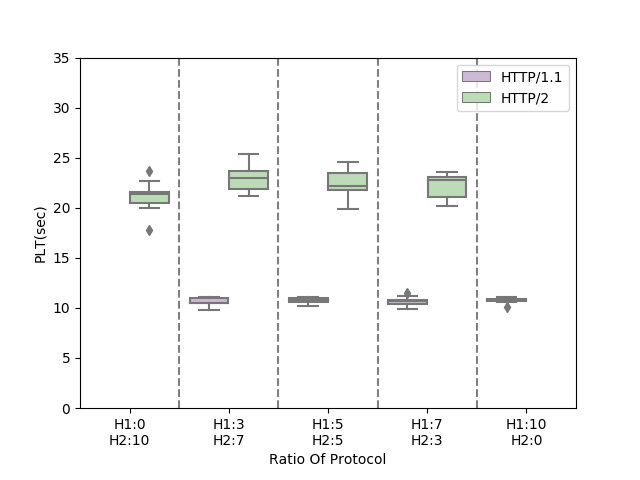 35
30
25
20
15
10
5
0
PLT(sec)
HTTP/1.1
HTTP/2
H1:0 H1:3 H1:5 H1:7 H1:10
H2:10 H2:7 H2:5 H2:3 H2:0
Ratio Of Protocol